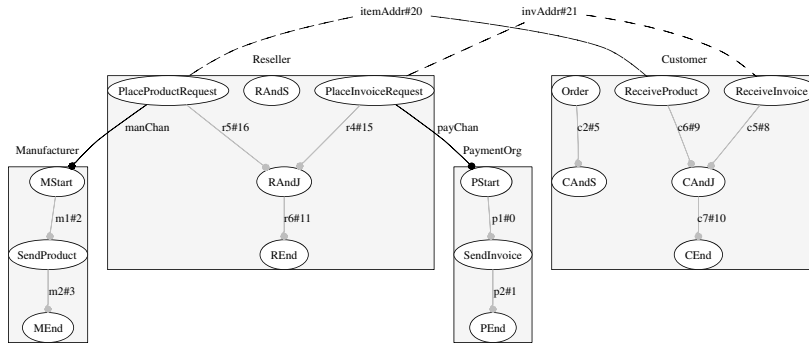 itemAddr#20
invAddr#21
Reseller
Customer
PlaceProductRequest
RAndS
PlaceInvoiceRequest
Order
ReceiveProduct
ReceiveInvoice
manChan
r5#16
r4#15
payChan
c2#5
c6#9
c5#8
Manufacturer
PaymentOrg
MStart
RAndJ
PStart
CAndS
CAndJ
m1#2
r6#11
p1#0
c7#10
SendProduct
REnd
SendInvoice
CEnd
m2#3
p2#1
MEnd
PEnd